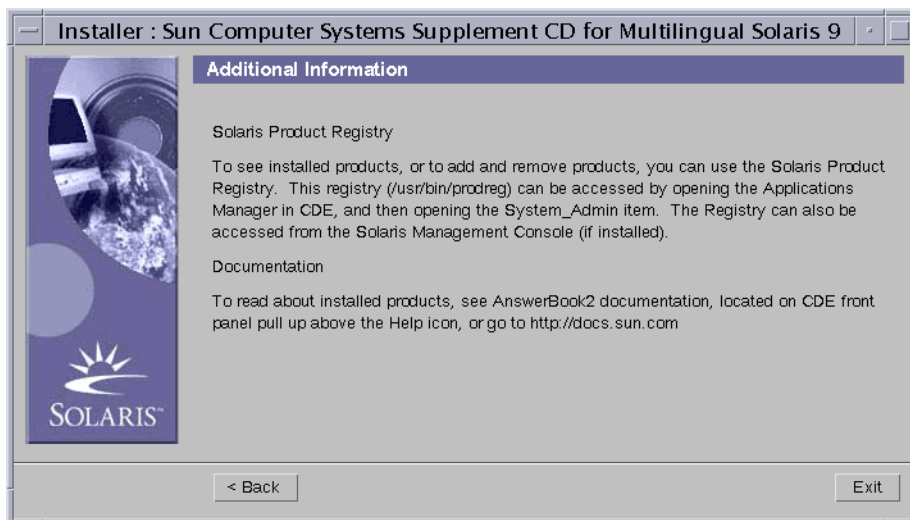 Installer : Sun Computer Systems Supplement CD for Multilingual Solaris 9
Additional Information
Solaris Product Registry
To see installed products, or to add and remove products, you can use the Solaris Product
Registry. This registry (/usr/bin/prodreg) can be accessed by opening the Applications
Manager in CDE, and then opening the System_Admin item. The Registry can also be
accessed from the Solaris Management Console (if installed).
Documentation
To read about installed products, see AnswerBook2 documentation, located on CDE front
panel pull up above the Help icon, or go to http://docs.sun.com
SOLARIS™
< Back
Exit